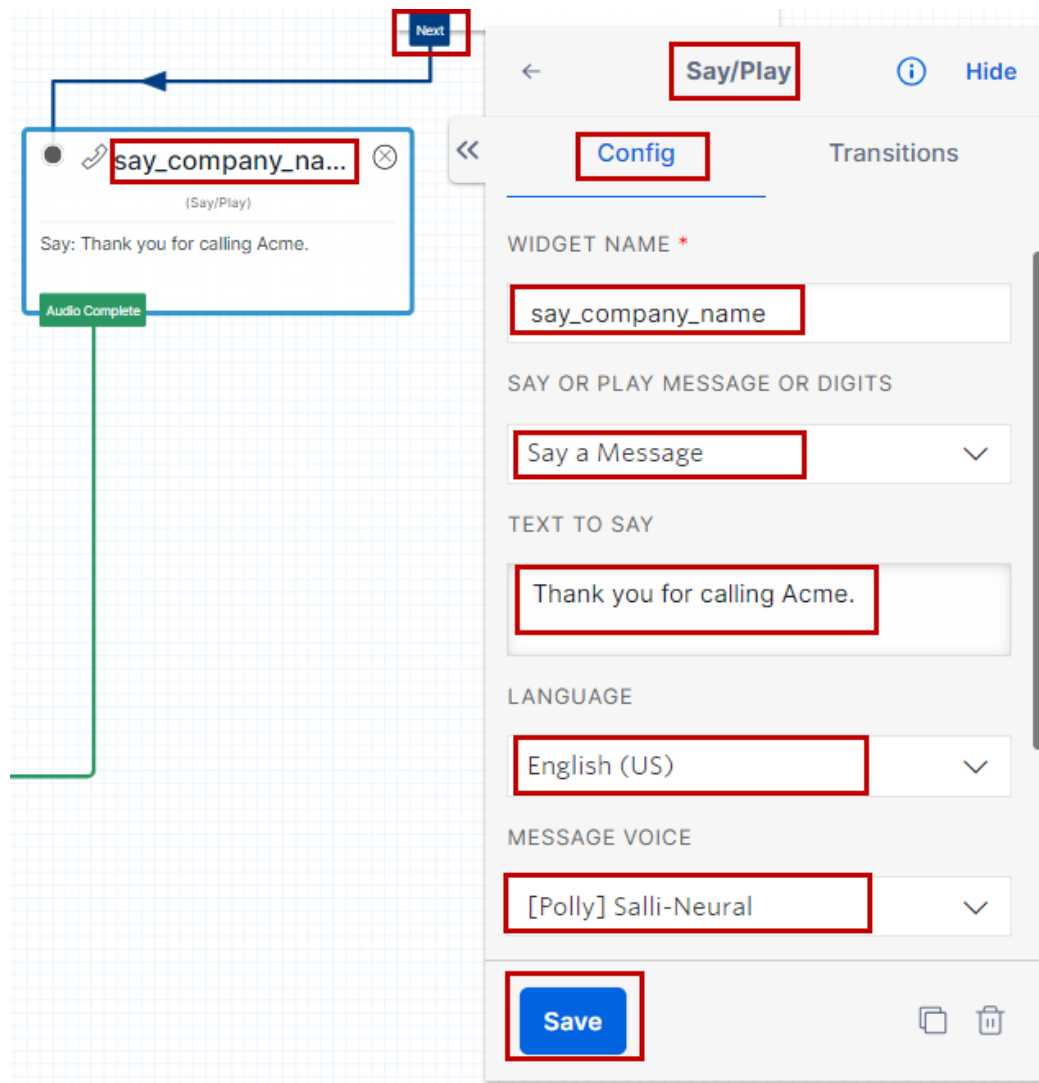 Next
say_company_na...
(Say/Play)
Say: Thank you for calling Acme.
Audio Complete
Say/Play
Hide
Config
Transitions
WIDGET NAME *
say_company_name
SAY OR PLAY MESSAGE OR DIGITS
Say a Message
TEXT TO SAY
Thank you for calling Acme.
LANGUAGE
English (US)
MESSAGE VOICE
[Polly] Salli-Neural
Save